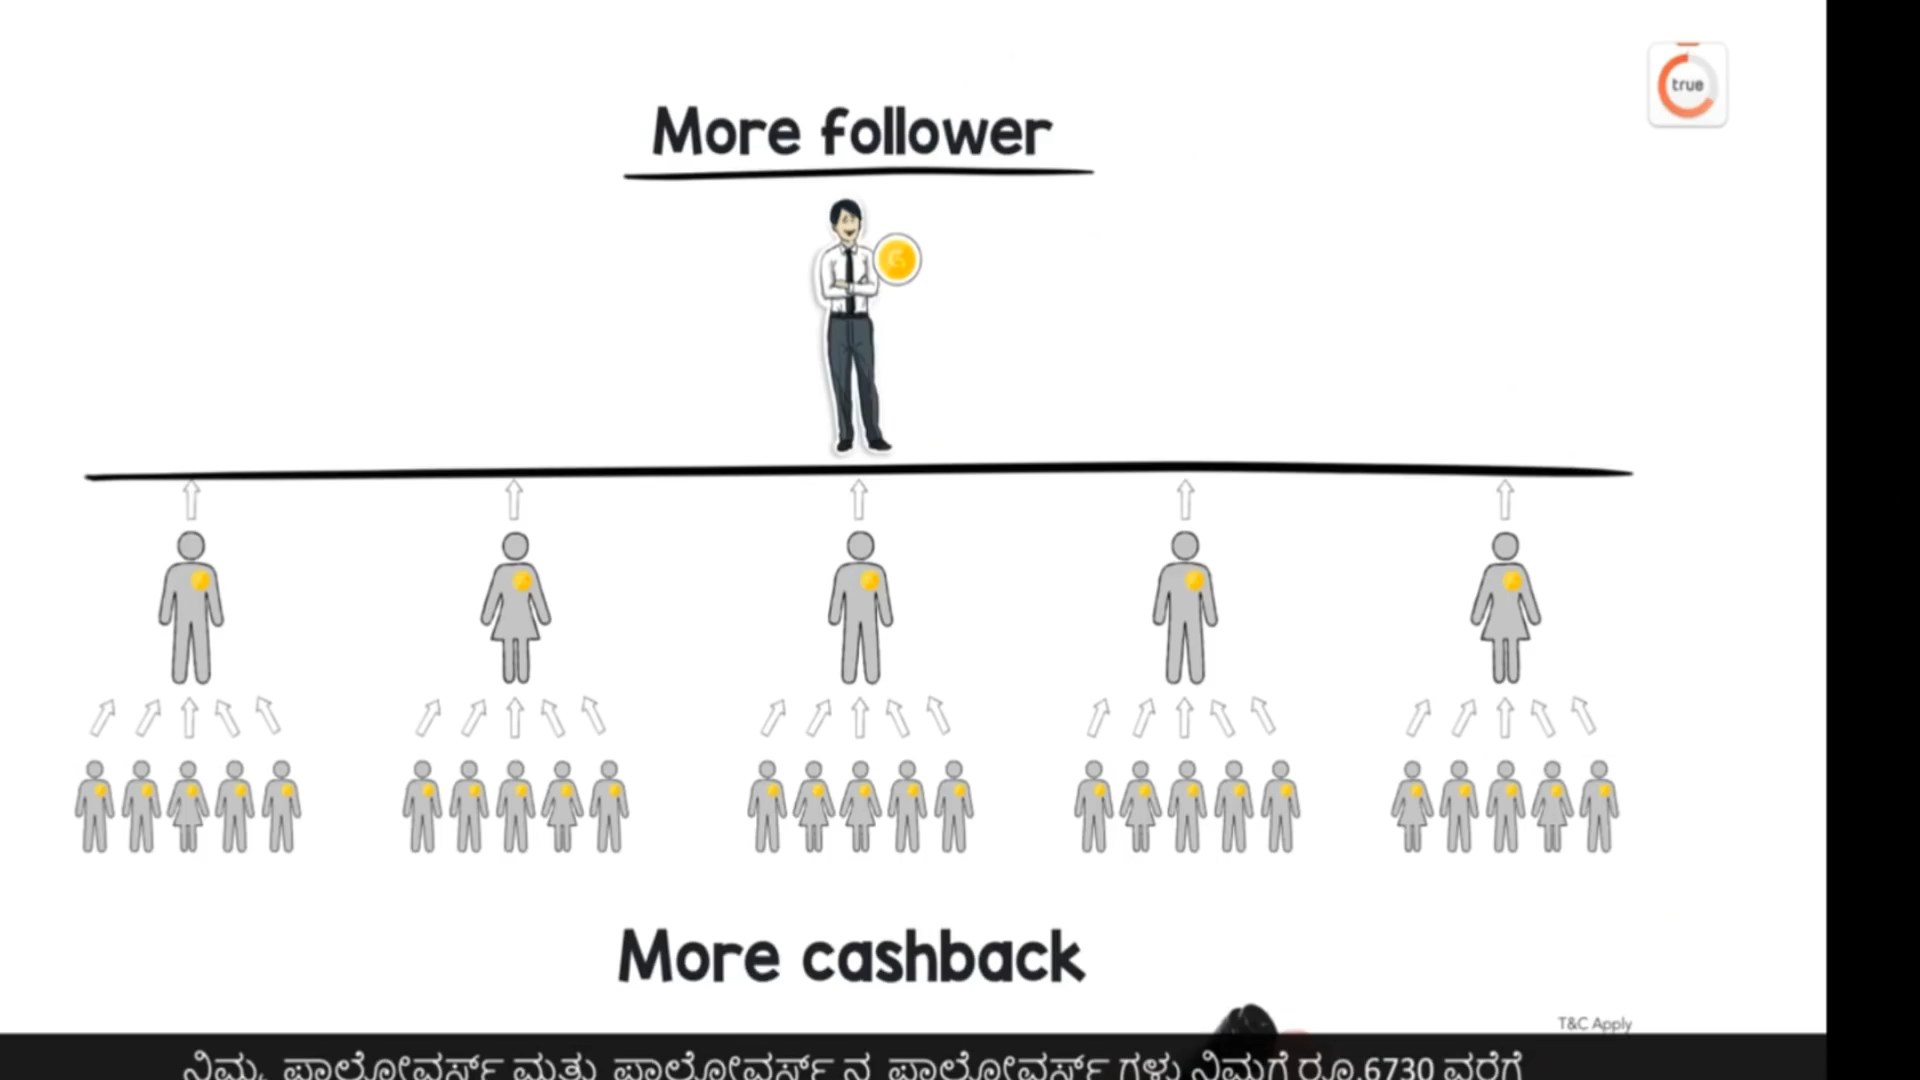 true
More follower
More cashback
T&C Apply
ನಿಮ್ಮ ಫಾಲೋವರ್ಸ್ ಮತ್ತು ಫಾಲೋವರ್ಸ್ ನ ಫಾಲೋವರ್ಸ್ ಗಳು ನಿಮಗೆ ರೂ.6730 ವರೆಗೆ